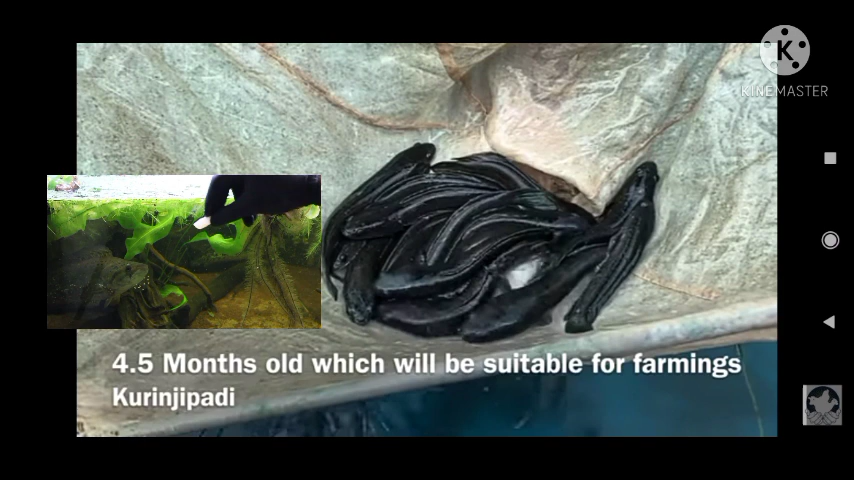 K
KINEMASTER
4.5 Months old which will be suitable for farmings
Kurinjipadi